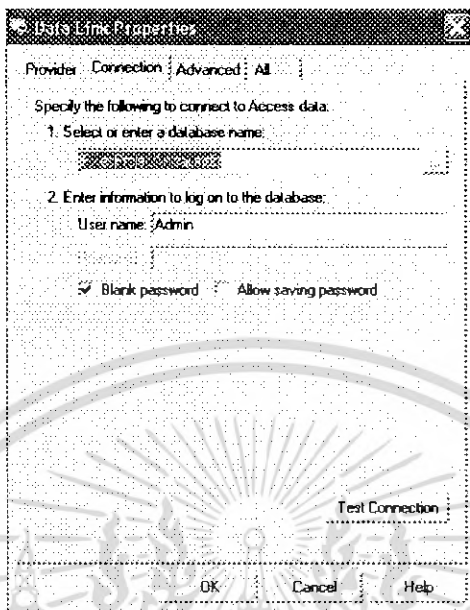 Data Link Properties
Provider Connection Advanced All
Specify the following to connect to Access data:
1. Select or enter a database name:
...
2. Enter information to log on to the database:
User name: Admin
Blank password Allow saving password
Test Connection
OK Cancel Help